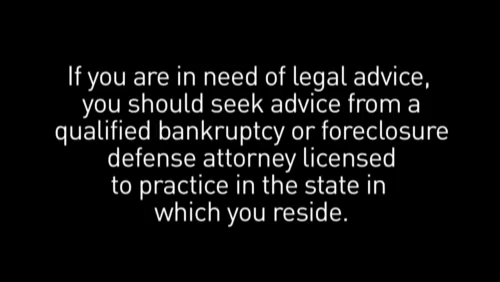 If you are in need of legal advice,
you should seek advice from a
qualified bankruptcy or foreclosure
defense attorney licensed
to practice in the state in
which you reside.